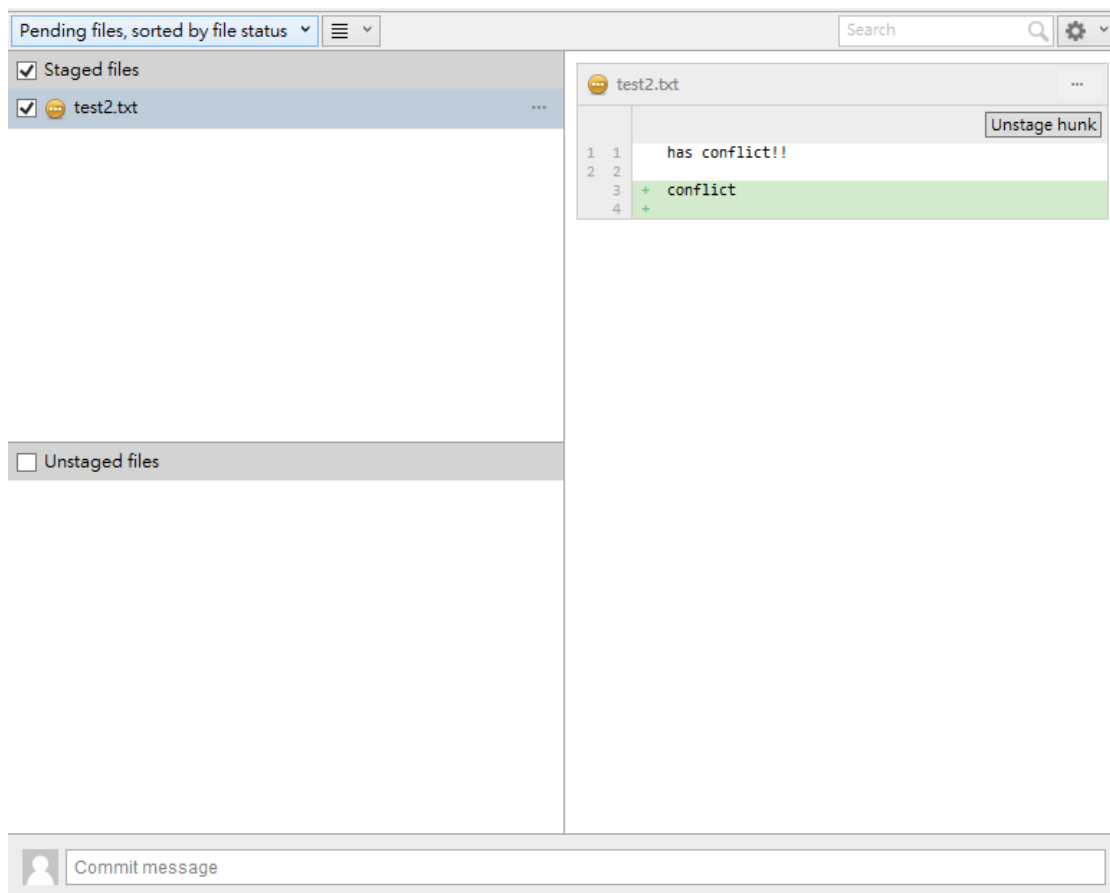 Pending files, sorted by file status
Search
Staged files
test2.txt
...
test2.txt
...
Unstage hunk
1 1 has conflict!!
2 2
3 + conflict
4 +
Unstaged files
Commit message